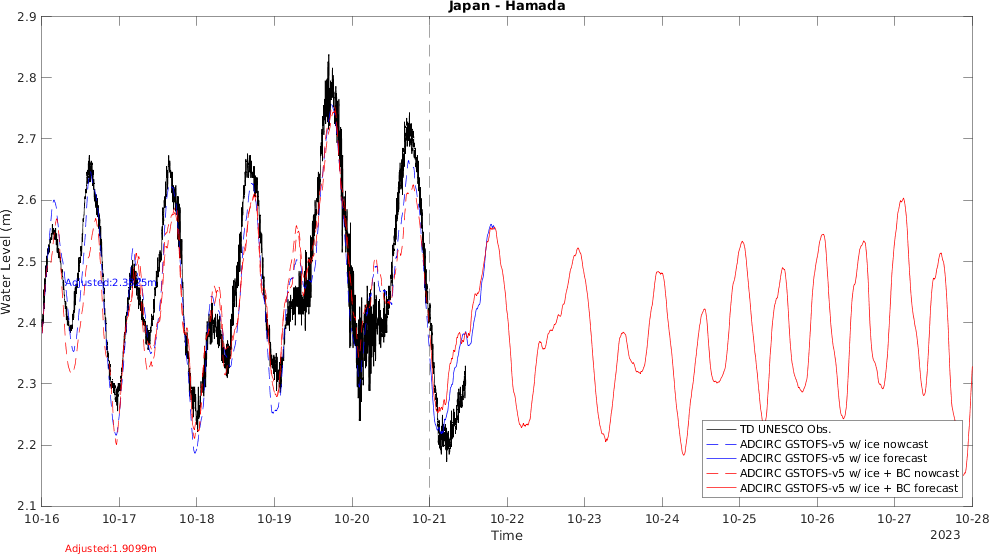 Japan - Hamada
Water Level (m)
2.9
2.8
2.7
2.6
2.5
2.4
2.3
2.2
2.1
Adjusted:
TD UNESCO Obs.
ADCIRC GSTOFS-v5 w/ ice nowcast
ADCIRC GSTOFS-v5 w/ ice forecast
ADCIRC GSTOFS-v5 w/ ice + BC nowcast
ADCIRC GSTOFS-v5 w/ ice + BC forecast
10-16 10-17 10-18 10-19 10-20 10-21 10-22 10-23 10-24 10-25 10-26 10-27 10-28
Time
2023
Adjusted:1.9099m